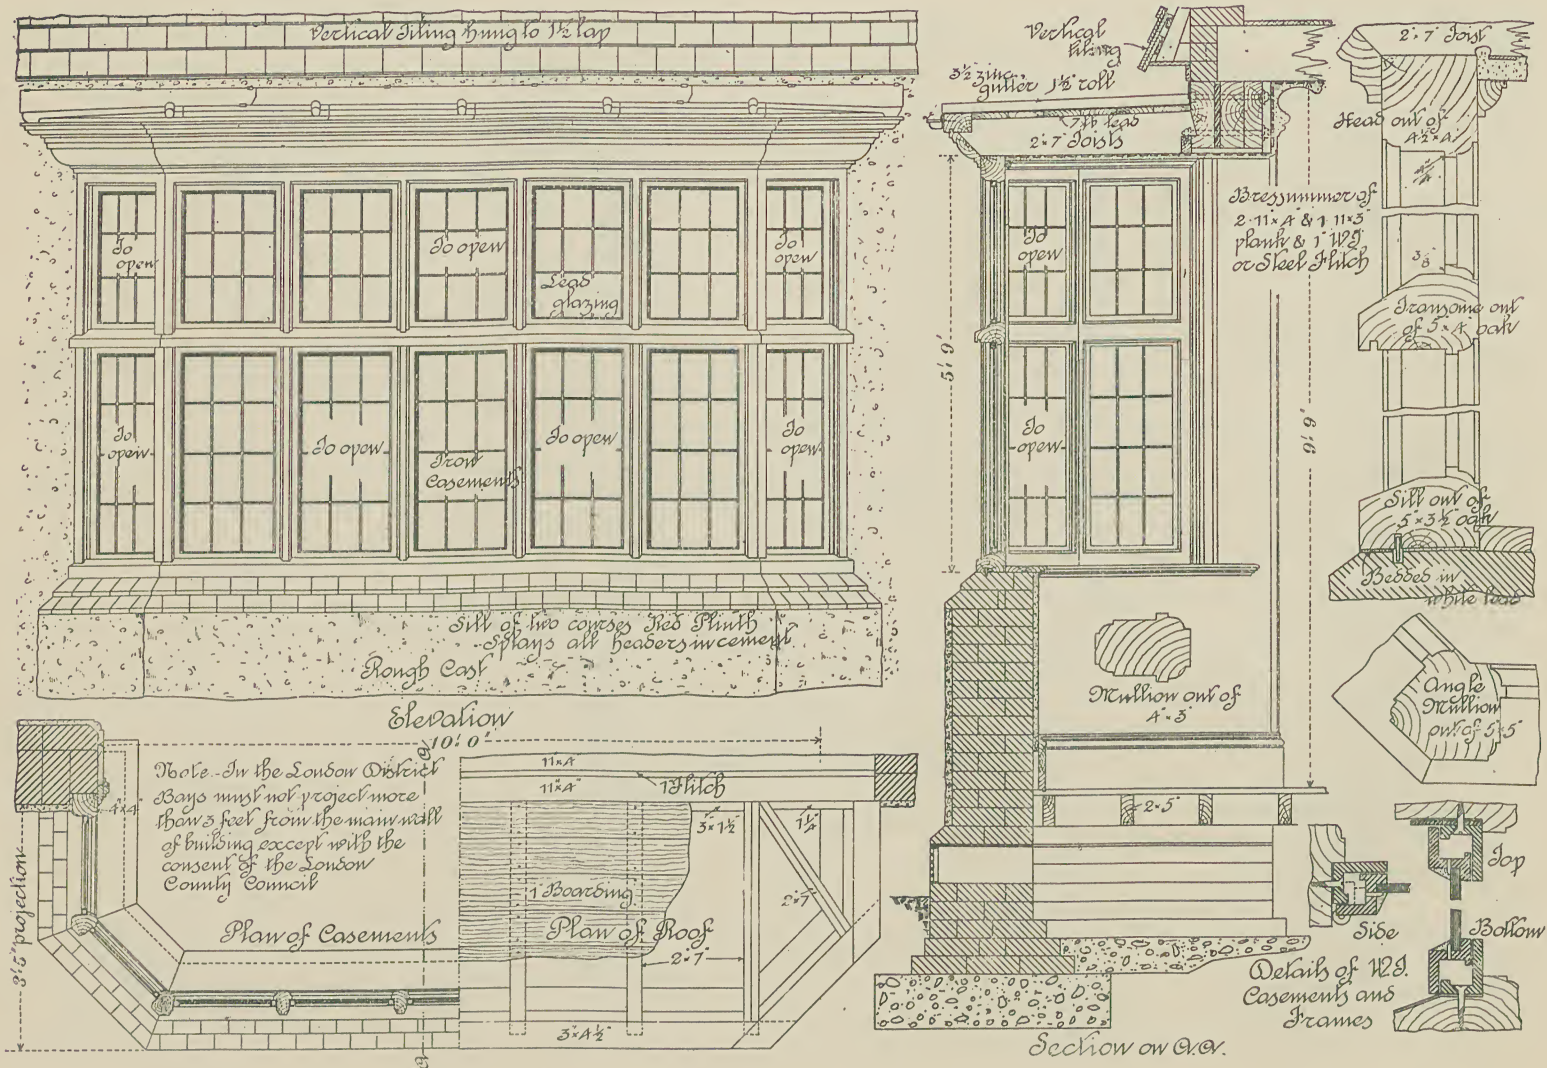 Vertical Tiling hung to 1½ lap
To
open
To open
Lead
glazing
To
open
To
open
To open
Iron
Casements
To open
To
open
Sill of two courses Red Plinth
Splays all headers in cement
Rough Cast
Elevation
10' 0"
4"×4"
Note.-In the London District
Bays must not project more
than 3 feet from the main wall
of building except with the
consent of the London
County Council
3' 5" projection
Plan of Casements
11×4
11"×4"
1 Flitch
3"×1½"
1¼
1" Boarding
2×7
Plan of Roof
2×7
3"×4½"
Vertical
tiling
3½ zinc
gutter 1½" roll
7 lb lead
2"×7" Joists
Bressummer of
2·11"×4 & 1 11×3"
plank & 1" W.I.
or Steel Flitch
To
open
To
open
5' 9"
Mullion out of
4"×3"
2×5"
Section on A.A.
2"·7" Joist
Head out of
4½"×4"
3/8
Transome out
of 5"×4" oak
Sill out of
5"×3½" oak
Bedded in
white lead
Angle
Mullion
out of 5×5"
Top
Side
Bottom
Details of W.I.
Casements and
Frames